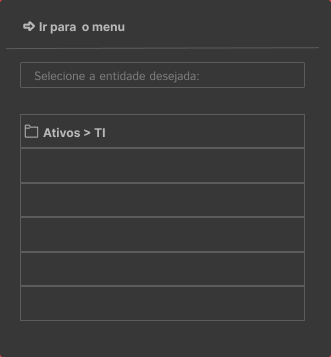 Ir para o menu
Selecione a entidade desejada:
Ativos > TI